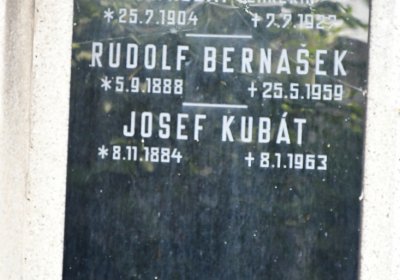 *25.7.1904
RUDOLF BERNAŠEK
*5.9.1888 †25.5.1959
JOSEF KUBÁT
*8.11.1884 †8.1.1963